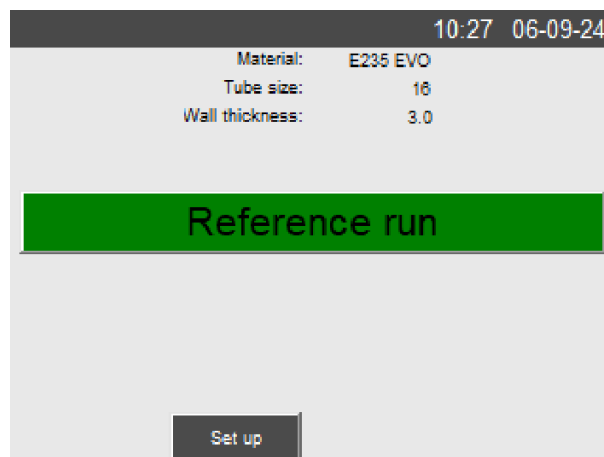 10:27 06-09-24
Material: E235 EVO
Tube size: 16
Wall thickness: 3.0
Reference run
Set up